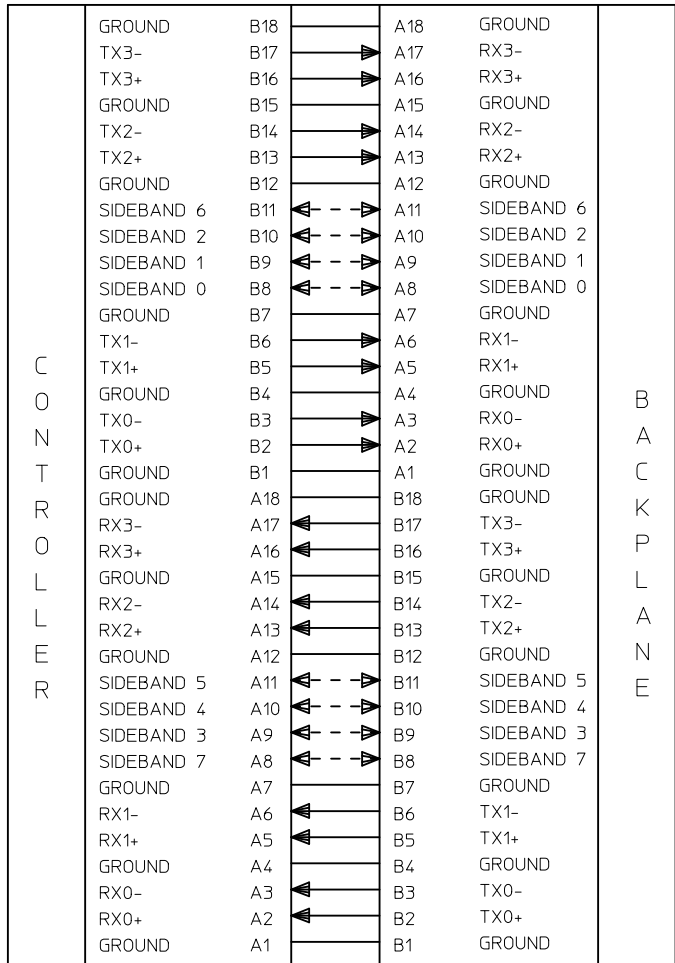 GROUND B18 A18 GROUND
TX3- B17 A17 RX3-
TX3+ B16 A16 RX3+
GROUND B15 A15 GROUND
TX2- B14 A14 RX2-
TX2+ B13 A13 RX2+
GROUND B12 A12 GROUND
SIDEBAND 6 B11 A11 SIDEBAND 6
SIDEBAND 2 B10 A10 SIDEBAND 2
SIDEBAND 1 B9 A9 SIDEBAND 1
SIDEBAND 0 B8 A8 SIDEBAND 0
GROUND B7 A7 GROUND
TX1- B6 A6 RX1-
TX1+ B5 A5 RX1+
GROUND B4 A4 GROUND
TX0- B3 A3 RX0-
TX0+ B2 A2 RX0+
GROUND B1 A1 GROUND
GROUND A18 B18 GROUND
RX3- A17 B17 TX3-
RX3+ A16 B16 TX3+
GROUND A15 B15 GROUND
RX2- A14 B14 TX2-
RX2+ A13 B13 TX2+
GROUND A12 B12 GROUND
SIDEBAND 5 A11 B11 SIDEBAND 5
SIDEBAND 4 A10 B10 SIDEBAND 4
SIDEBAND 3 A9 B9 SIDEBAND 3
SIDEBAND 7 A8 B8 SIDEBAND 7
GROUND A7 B7 GROUND
RX1- A6 B6 TX1-
RX1+ A5 B5 TX1+
GROUND A4 B4 GROUND
RX0- A3 B3 TX0-
RX0+ A2 B2 TX0+
GROUND A1 B1 GROUND
CONTROLLER
BACKPLANE